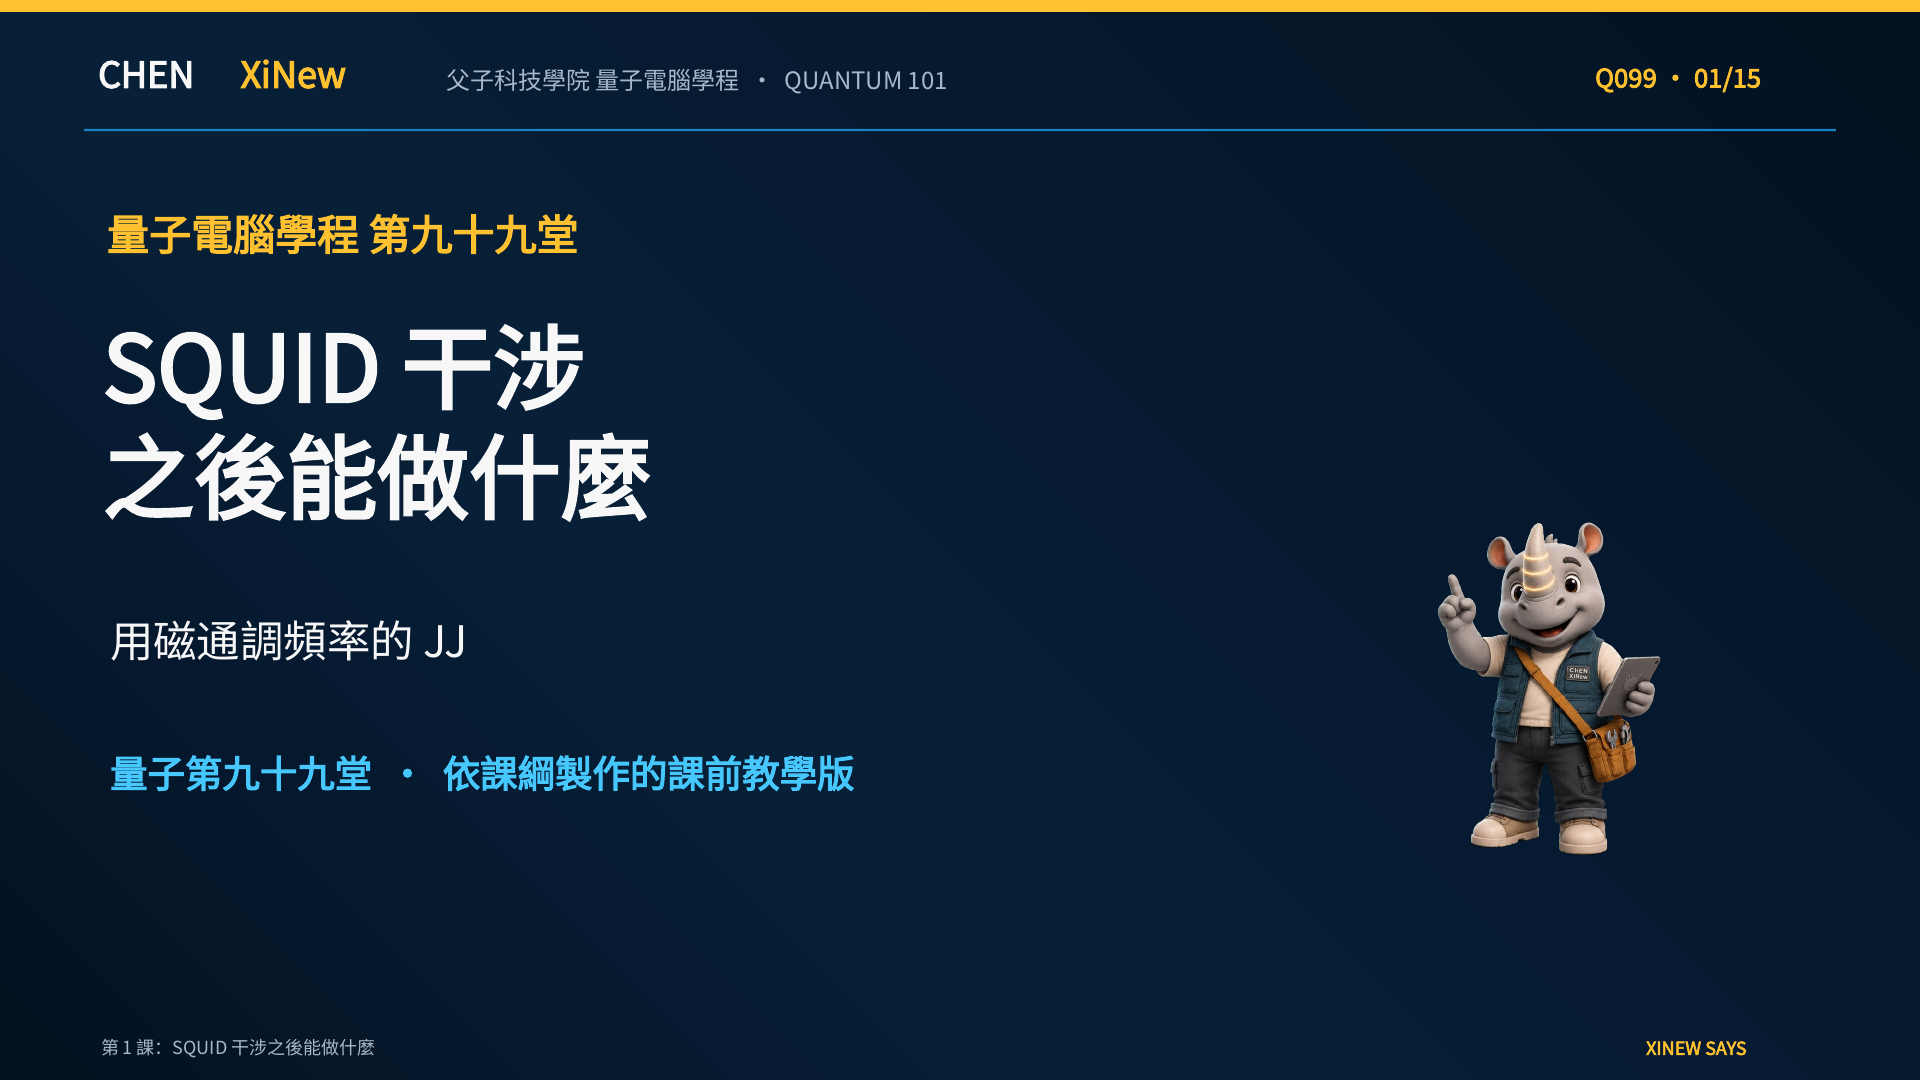 CHEN XiNew 父子科技學院 量子電腦學程 • QUANTUM 101 Q099 • 01/15
量子電腦學程 第九十九堂
SQUID 干涉
之後能做什麼
用磁通調頻率的 JJ
量子第九十九堂 • 依課綱製作的課前教學版
CHEN
XiNew
第 1 課：SQUID 干涉之後能做什麼
XINEW SAYS